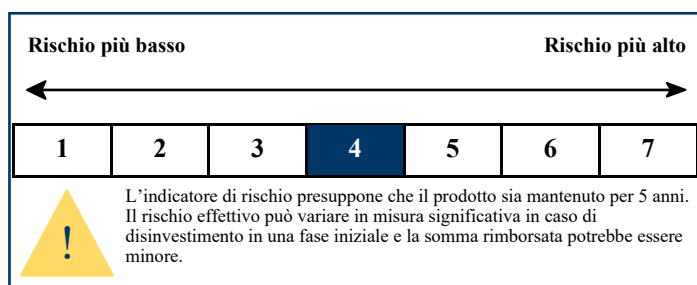 Rischio più basso Rischio più alto
1 2 3 4 5 6 7
! L'indicatore di rischio presuppone che il prodotto sia mantenuto per 5 anni.
Il rischio effettivo può variare in misura significativa in caso di
disinvestimento in una fase iniziale e la somma rimborsata potrebbe essere
minore.